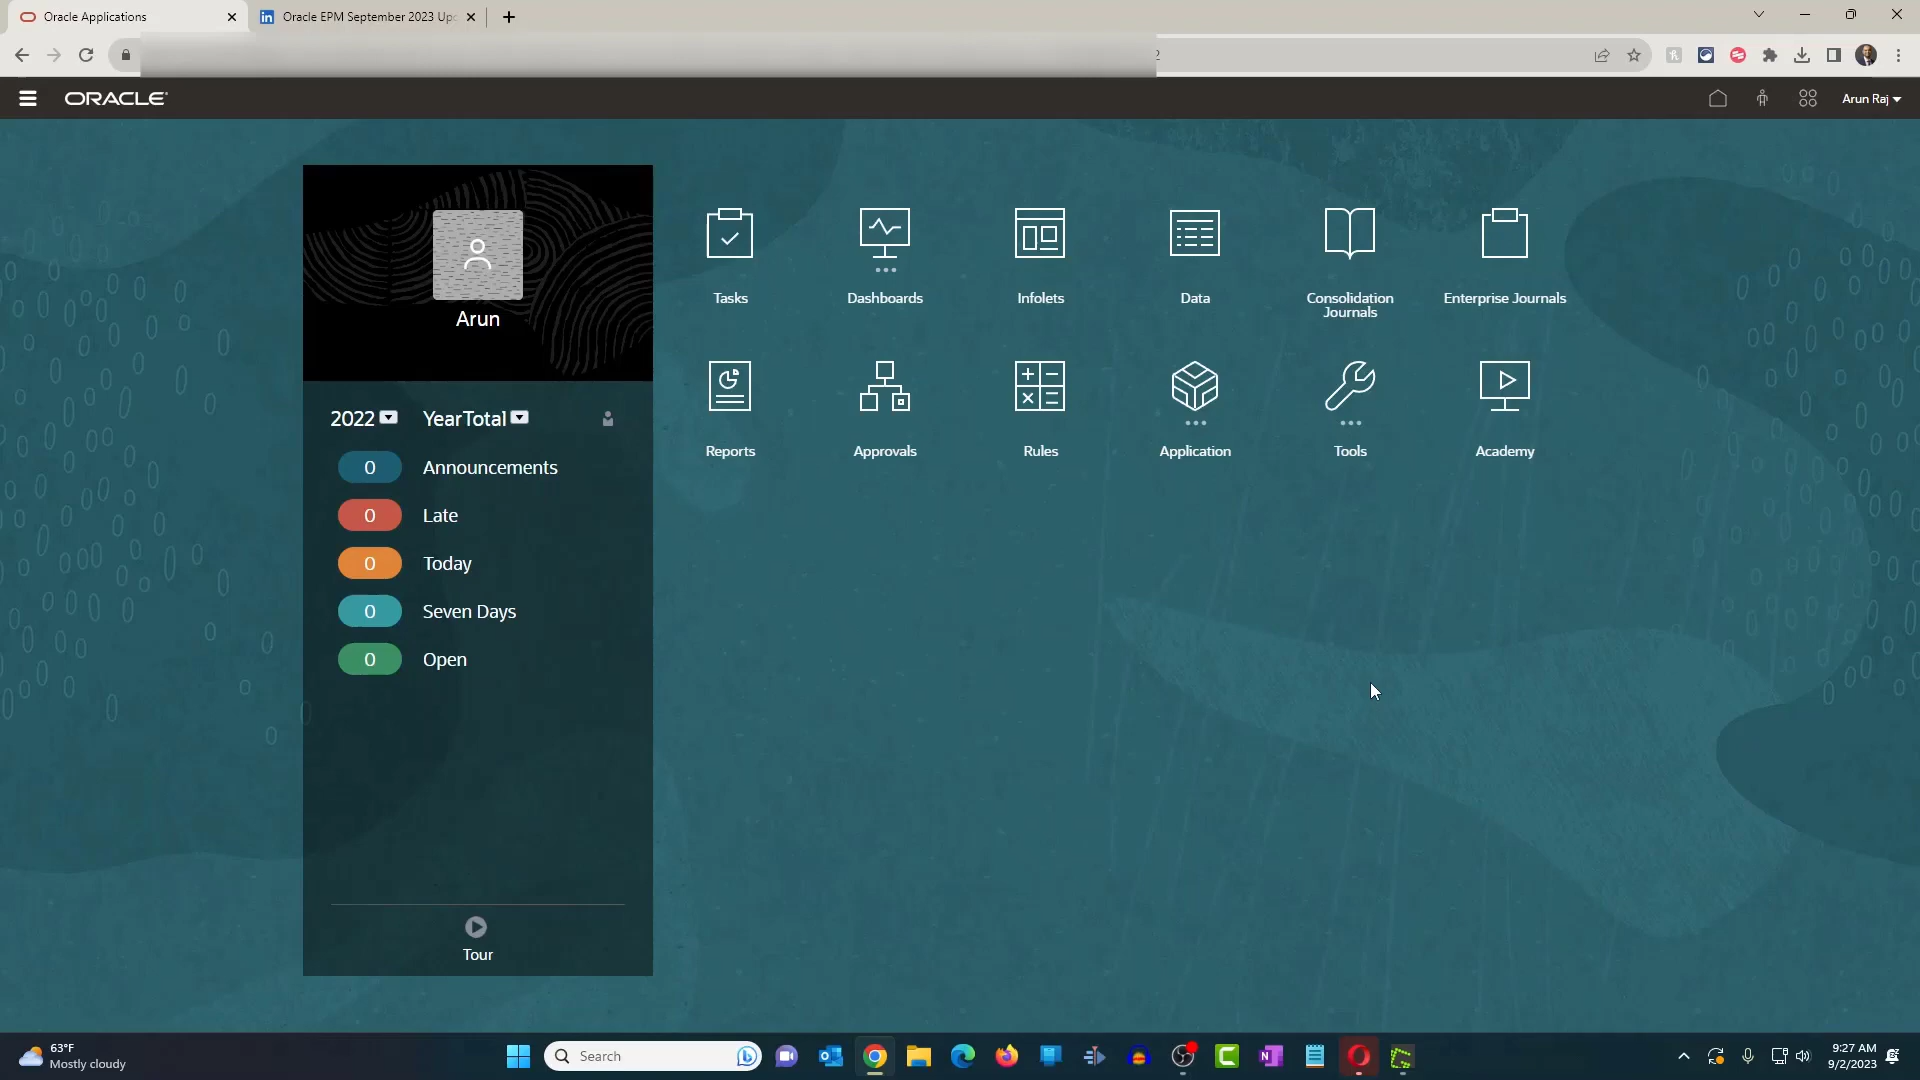 Oracle Applications
Oracle EPM September 2023 Upd
ORACLE
Arun Raj
Arun
2022 YearTotal
0 Announcements
0 Late
0 Today
0 Seven Days
0 Open
Tour
Tasks
Dashboards
Infolets
Data
Consolidation
Journals
Enterprise Journals
Reports
Approvals
Rules
Application
Tools
Academy
63°F
Mostly cloudy
Search
9:27 AM
9/2/2023